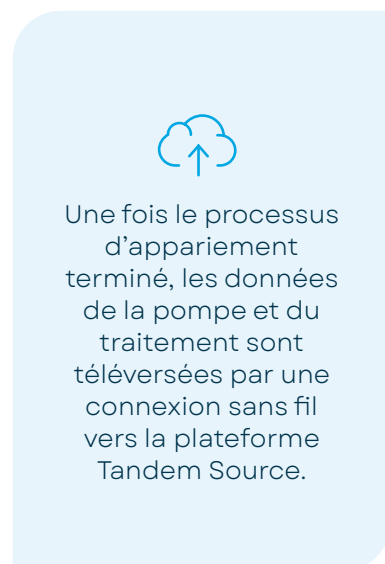 Une fois le processus
d’appariement
terminé, les données
de la pompe et du
traitement sont
téléversées par une
connexion sans fil
vers la plateforme
Tandem Source.